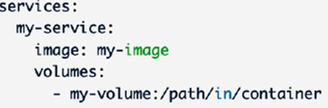 services:
  my-service:
    image: my-image
    volumes:
      - my-volume:/path/in/container